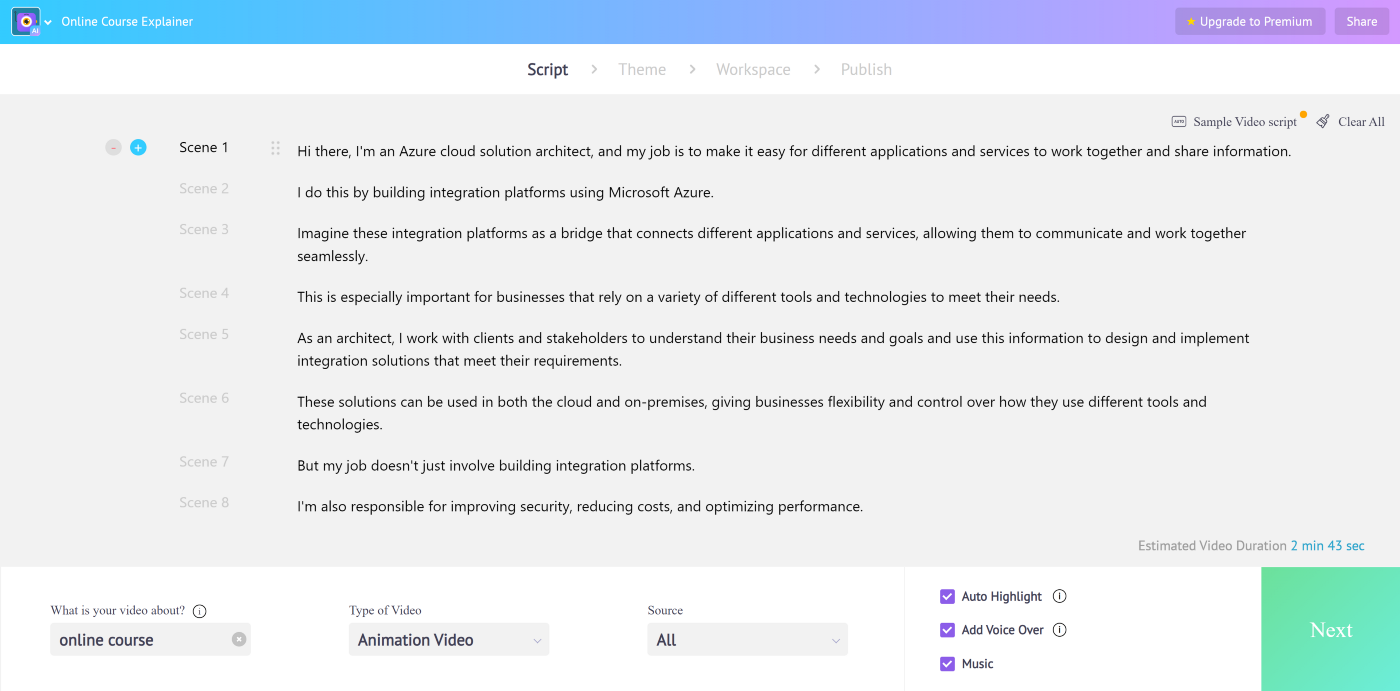 AI
Online Course Explainer
Upgrade to Premium
Share
Script
Theme
Workspace
Publish
AUTO
Sample Video script
Clear All
Scene 1
Hi there, I'm an Azure cloud solution architect, and my job is to make it easy for different applications and services to work together and share information.
Scene 2
I do this by building integration platforms using Microsoft Azure.
Scene 3
Imagine these integration platforms as a bridge that connects different applications and services, allowing them to communicate and work together
seamlessly.
Scene 4
This is especially important for businesses that rely on a variety of different tools and technologies to meet their needs.
Scene 5
As an architect, I work with clients and stakeholders to understand their business needs and goals and use this information to design and implement
integration solutions that meet their requirements.
Scene 6
These solutions can be used in both the cloud and on-premises, giving businesses flexibility and control over how they use different tools and
technologies.
Scene 7
But my job doesn't just involve building integration platforms.
Scene 8
I'm also responsible for improving security, reducing costs, and optimizing performance.
Estimated Video Duration 2 min 43 sec
What is your video about?
online course
Type of Video
Animation Video
Source
All
Auto Highlight
Add Voice Over
Music
Next